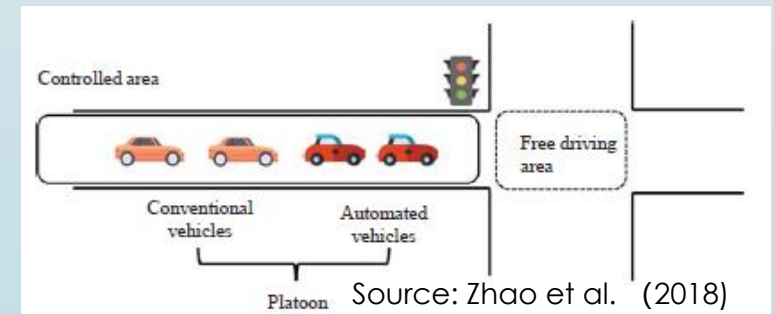 Controlled area
Free driving
area
Conventional
vehicles
Automated
vehicles
Platoon
Source: Zhao et al. (2018)